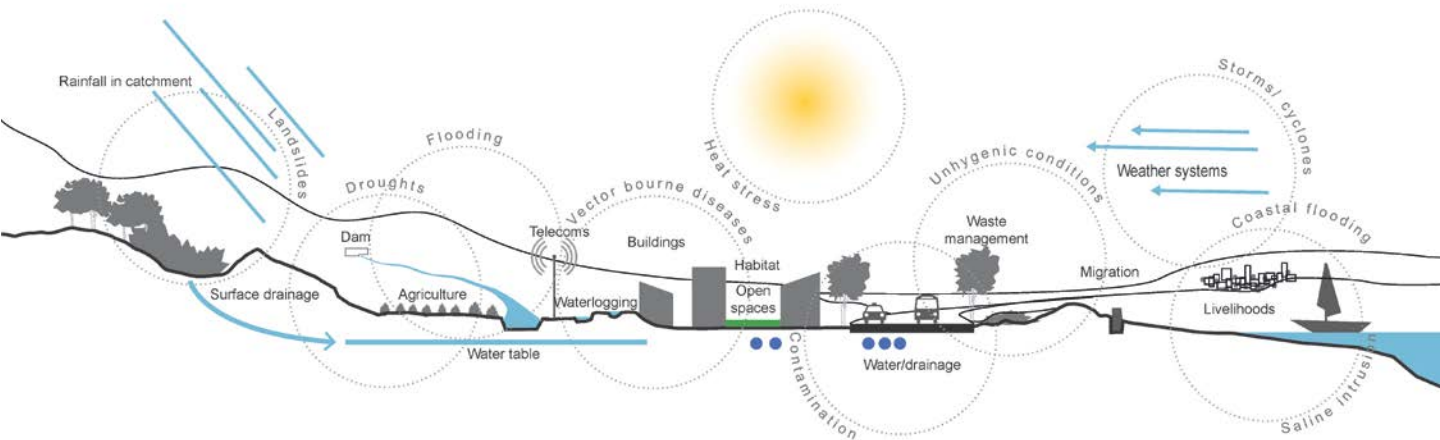 Rainfall in catchment
Landslides
Flooding
Droughts
Dam
Surface drainage
Agriculture
Water table
Telecoms
Waterlogging
Vector bourne diseases
Buildings
Habitat
Open
spaces
Heat stress
Contamination
Water/drainage
Unhygenic conditions
Waste
management
Migration
Storms/ cyclones
Weather systems
Coastal flooding
Livelihoods
Saline intrusion